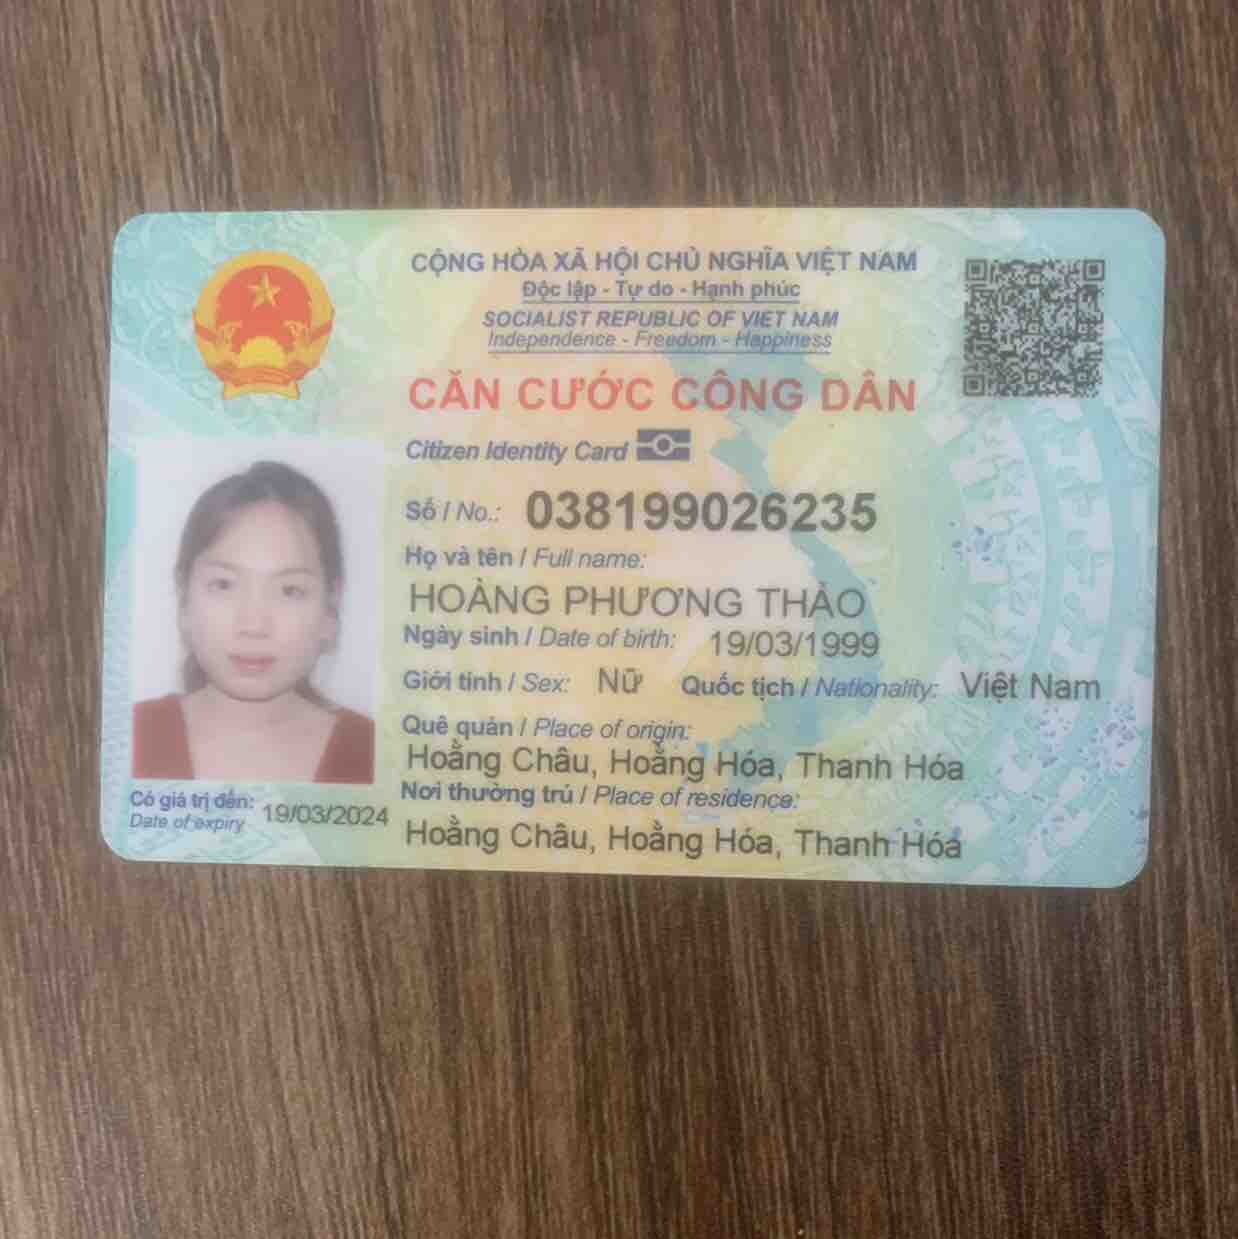 CỘNG HÒA XÃ HỘI CHỦ NGHĨA VIỆT NAM
Độc lập - Tự do - Hạnh phúc
SOCIALIST REPUBLIC OF VIET NAM
Independence - Freedom - Happiness
CĂN CƯỚC CÔNG DÂN
Citizen Identity Card
Số / No.: 038199026235
Họ và tên / Full name:
HOÀNG PHƯƠNG THẢO
Ngày sinh / Date of birth: 19/03/1999
Giới tính / Sex: Nữ Quốc tịch / Nationality: Việt Nam
Quê quán / Place of origin:
Hoằng Châu, Hoằng Hóa, Thanh Hóa
Nơi thường trú / Place of residence:
Hoằng Châu, Hoằng Hóa, Thanh Hóa
Có giá trị đến: 19/03/2024
Date of expiry